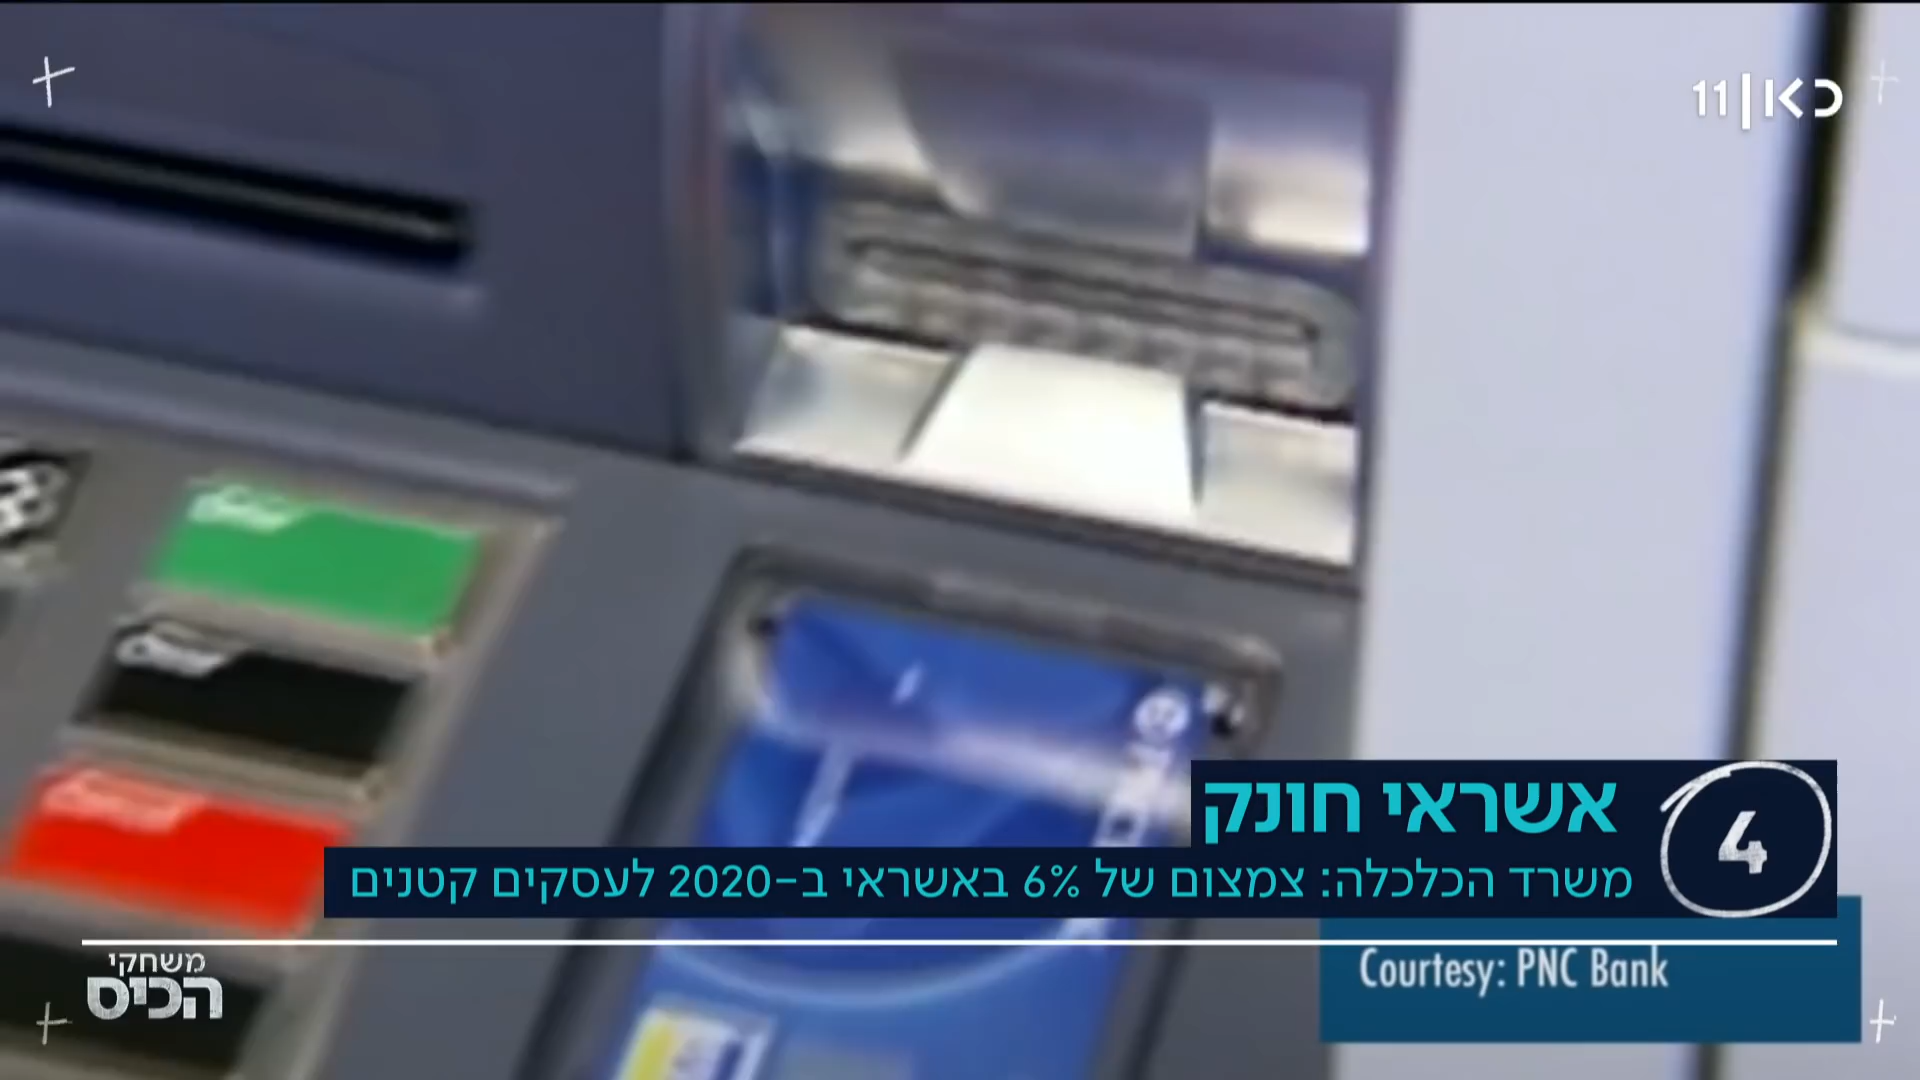 כאן|11
אשראי חונק
4
משרד הכלכלה: צמצום של 6% באשראי ב-2020 לעסקים קטנים
משחקי
הכיס
Courtesy: PNC Bank